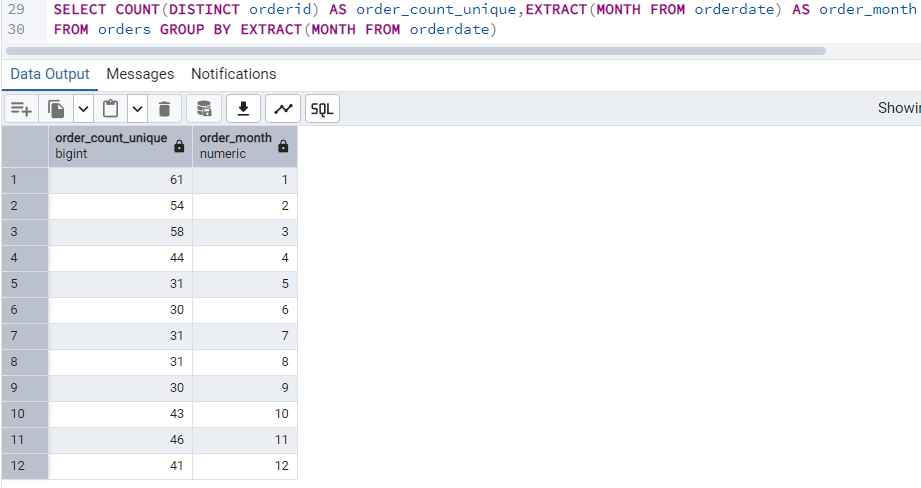 29 SELECT COUNT(DISTINCT orderid) AS order_count_unique,EXTRACT(MONTH FROM orderdate) AS order_month
30 FROM orders GROUP BY EXTRACT(MONTH FROM orderdate)
Data Output Messages Notifications
SQL Showin
order_count_unique order_month
bigint numeric
1 61 1
2 54 2
3 58 3
4 44 4
5 31 5
6 30 6
7 31 7
8 31 8
9 30 9
10 43 10
11 46 11
12 41 12